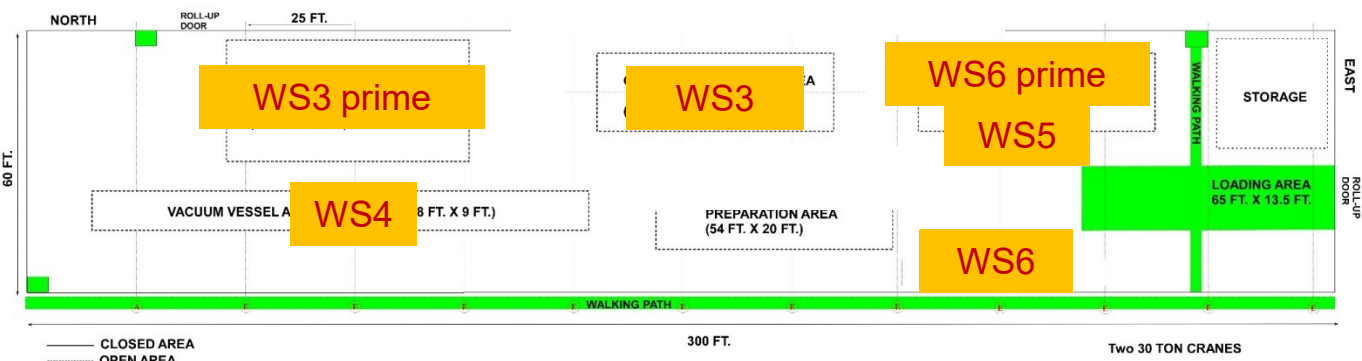 NORTH
ROLL-UP
DOOR
25 FT.
60 FT.
WS3 prime
WS3
WS6 prime
WS5
WALKING PATH
STORAGE
EAST
VACUUM VESSEL A
WS4
8 FT. X 9 FT.)
PREPARATION AREA
(54 FT. X 20 FT.)
LOADING AREA
65 FT. X 13.5 FT.
ROLL-UP
DOOR
WS6
A E E E E E E E E E E E
WALKING PATH
300 FT.
CLOSED AREA
OPEN AREA
Two 30 TON CRANES